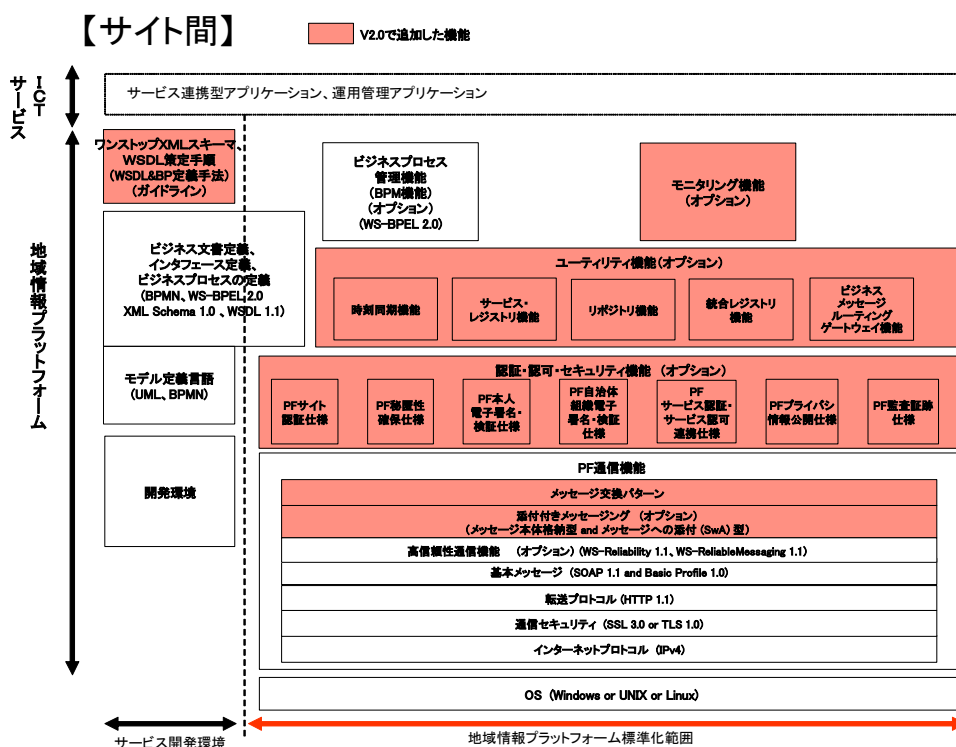 【サイト間】
V2.0で追加した機能
ICT
サービス
サービス連携型アプリケーション、運用管理アプリケーション
地域情報プラットフォーム
ワンストップXMLスキーマ、
WSDL策定手順
(WSDL&BP定義手法)
(ガイドライン)
ビジネスプロセス
管理機能
(BPM機能)
(オプション)
(WS-BPEL 2.0)
モニタリング機能
(オプション)
ビジネス文書定義、
インタフェース定義、
ビジネスプロセスの定義
(BPMN、WS-BPEL 2.0
XML Schema 1.0 、WSDL 1.1)
ユーティリティ機能(オプション)
時刻同期機能
サービス・
レジストリ機能
リポジトリ機能
統合レジストリ
機能
ビジネス
メッセージ
ルーティング
ゲートウェイ機能
モデル定義言語
(UML、BPMN)
認証・認可・セキュリティ機能 (オプション)
PFサイト
認証仕様
PF秘匿性
確保仕様
PF本人
電子署名・
検証仕様
PF自治体
組織電子
署名・検証
仕様
PF
サービス認証・
サービス認可
連携仕様
PFプライバシ
情報公開仕様
PF監査証跡
仕様
開発環境
PF通信機能
メッセージ交換パターン
添付付きメッセージング (オプション)
(メッセージ本体格納型 and メッセージへの添付 (SwA) 型)
高信頼性通信機能 (オプション) (WS-Reliability 1.1、WS-ReliableMessaging 1.1)
基本メッセージ (SOAP 1.1 and Basic Profile 1.0)
転送プロトコル (HTTP 1.1)
通信セキュリティ (SSL 3.0 or TLS 1.0)
インターネットプロトコル (IPv4)
OS (Windows or UNIX or Linux)
サービス開発環境
地域情報プラットフォーム標準化範囲